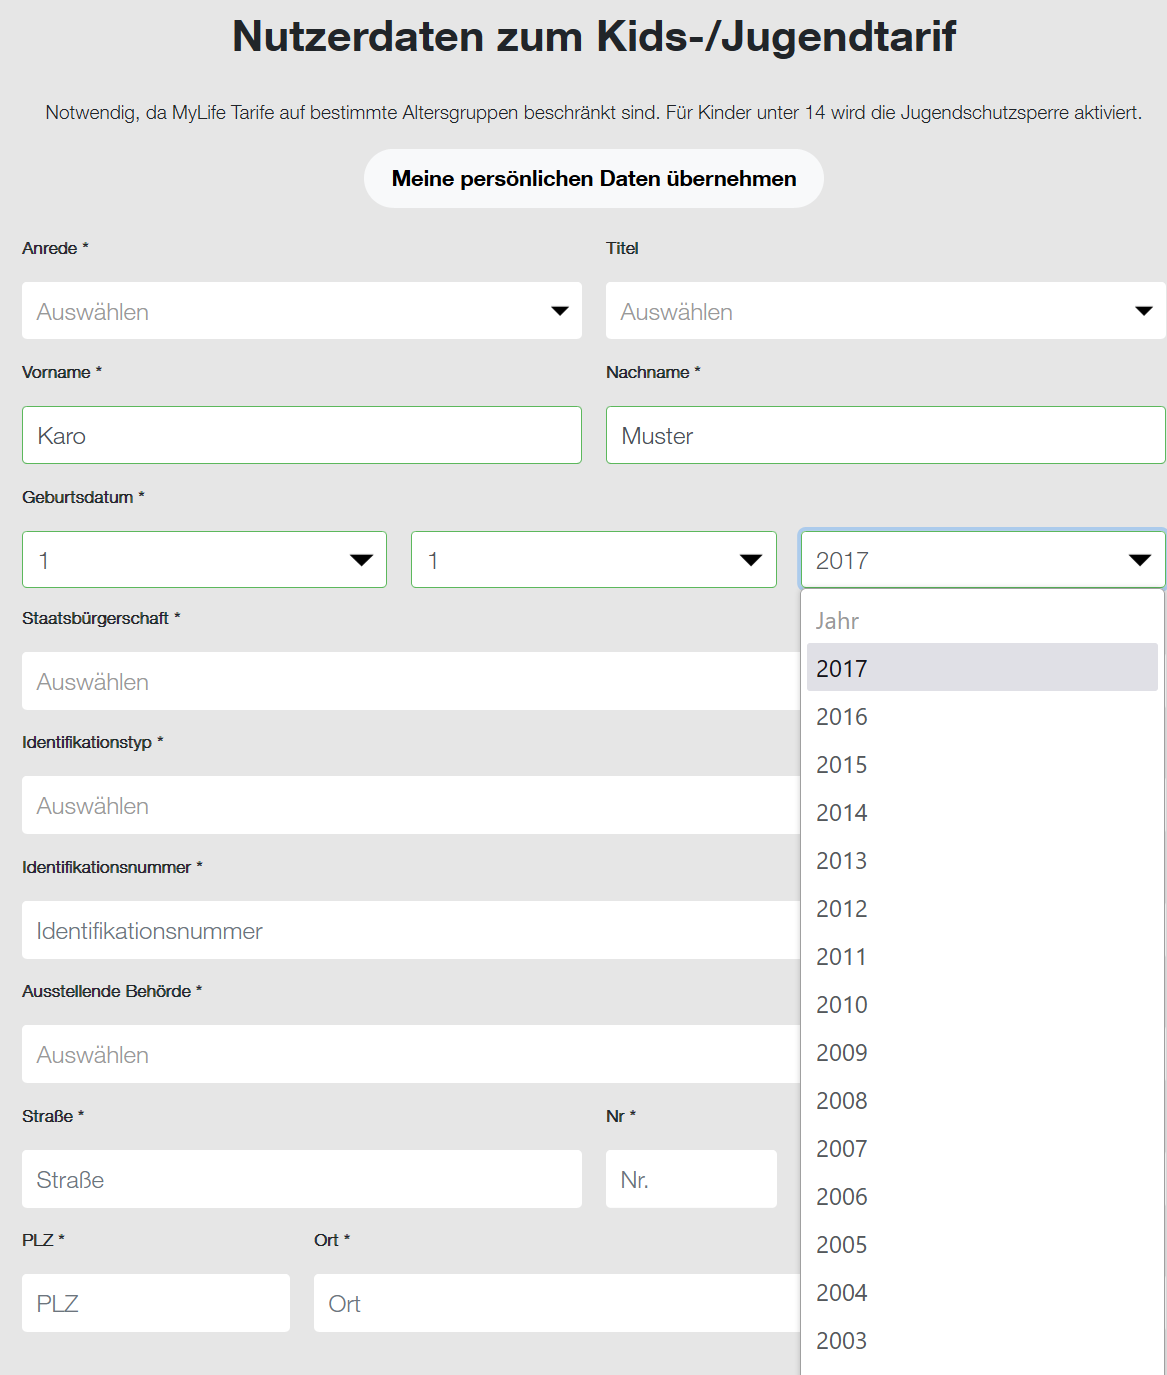 Nutzerdaten zum Kids-/Jugendtarif
Notwendig, da MyLife Tarife auf bestimmte Altersgruppen beschränkt sind. Für Kinder unter 14 wird die Jugendschutzsperre aktiviert.
Meine persönlichen Daten übernehmen
Anrede * Titel
Auswählen Auswählen
Vorname * Nachname *
Karo Muster
Geburtsdatum *
1 1 2017
Jahr
2017
2016
2015
2014
2013
2012
2011
2010
2009
2008
2007
2006
2005
2004
2003
Staatsbürgerschaft *
Auswählen
Identifikationstyp *
Auswählen
Identifikationsnummer *
Identifikationsnummer
Ausstellende Behörde *
Auswählen
Straße * Nr *
Straße Nr.
PLZ * Ort *
PLZ Ort